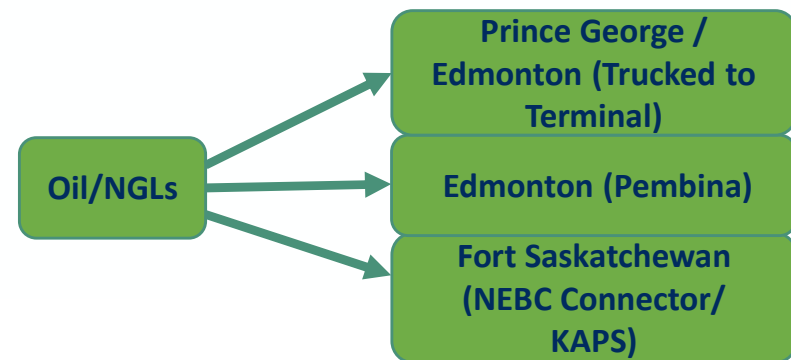 Prince George /
Edmonton (Trucked to
Terminal)
Oil/NGLs
Edmonton (Pembina)
Fort Saskatchewan
(NEBC Connector/
KAPS)